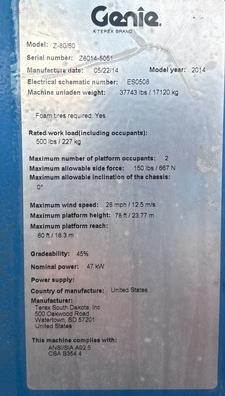 Genie
A TEREX BRAND
Model: Z-80/60
Serial number: Z8014-5051
Manufacture date: 05/22/14 Model year: 2014
Electrical schematic number: ES0506
Machine unladen weight: 37743 lbs / 17120 kg
Foam tires required: Yes
Rated work load(including occupants):
500 lbs / 227 kg
Maximum number of platform occupants: 2
Maximum allowable side force: 150 lbs / 667 N
Maximum allowable inclination of the chassis:
0°
Maximum wind speed: 28 mph / 12.5 m/s
Maximum platform height: 78 ft / 23.77 m
Maximum platform reach:
60 ft / 18.3 m
Gradeability: 45%
Nominal power: 47 kW
Power supply:
Country of manufacture: United States
Manufacturer:
Terex South Dakota, Inc
500 Oakwood Road
Watertown, SD 57201
United States
This machine complies with:
ANSI/SIA A92.5
CSA B354.4